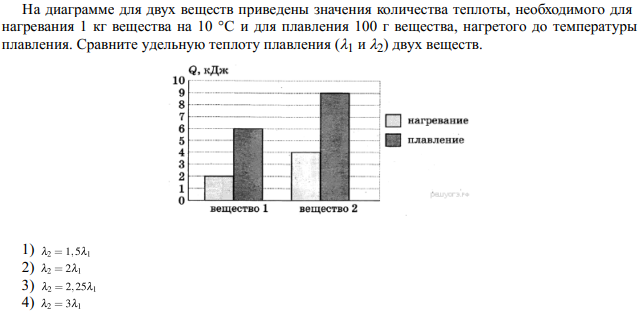 На диаграмме для двух веществ приведены значения количества теплоты, необходимого для
нагревания 1 кг вещества на 10 °С и для плавления 100 г вещества, нагретого до температуры
плавления. Сравните удельную теплоту плавления (λ₁ и λ₂) двух веществ.
Q, кДж
10
9
8
7
6
5
4
3
2
1
0
нагревание
плавление
вещество 1 вещество 2
1) λ₂ = 1,5λ₁
2) λ₂ = 2λ₁
3) λ₂ = 2,25λ₁
4) λ₂ = 3λ₁